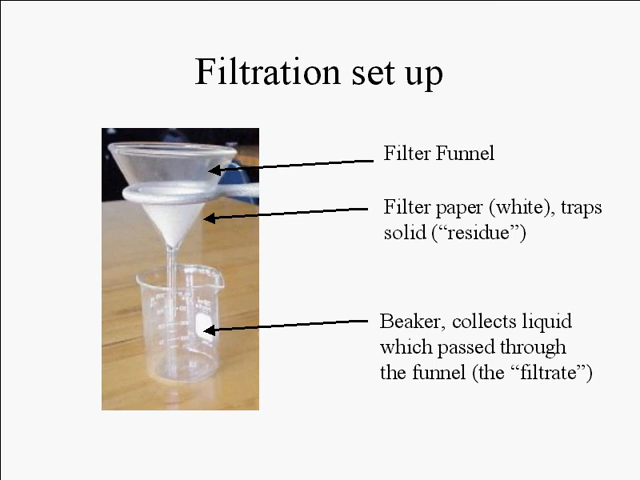 Filtration set up
Filter Funnel
Filter paper (white), traps
solid (“residue”)
Beaker, collects liquid
which passed through
the funnel (the “filtrate”)